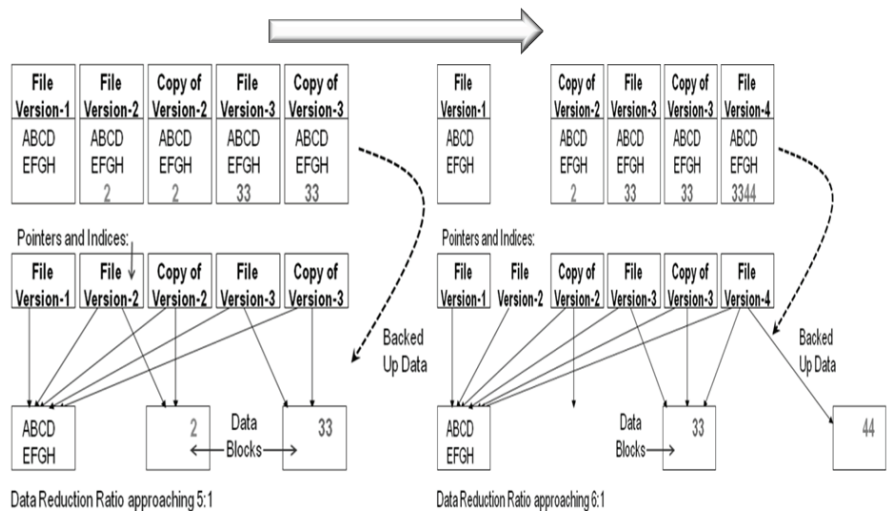 File Version-1
File Version-2
Copy of Version-2
File Version-3
Copy of Version-3
ABCD EFGH
ABCD EFGH 2
ABCD EFGH 2
ABCD EFGH 33
ABCD EFGH 33
Pointers and Indices:
File Version-1
File Version-2
Copy of Version-2
File Version-3
Copy of Version-3
Backed Up Data
ABCD EFGH
2
Data Blocks
33
Data Reduction Ratio approaching 5:1
File Version-1
Copy of Version-2
File Version-3
Copy of Version-3
File Version-4
ABCD EFGH
ABCD EFGH 2
ABCD EFGH 33
ABCD EFGH 33
ABCD EFGH 3344
Pointers and Indices:
File Version-1
File Version-2
Copy of Version-2
File Version-3
Copy of Version-3
File Version-4
Backed Up Data
ABCD EFGH
Data Blocks
33
44
Data Reduction Ratio approaching 6:1